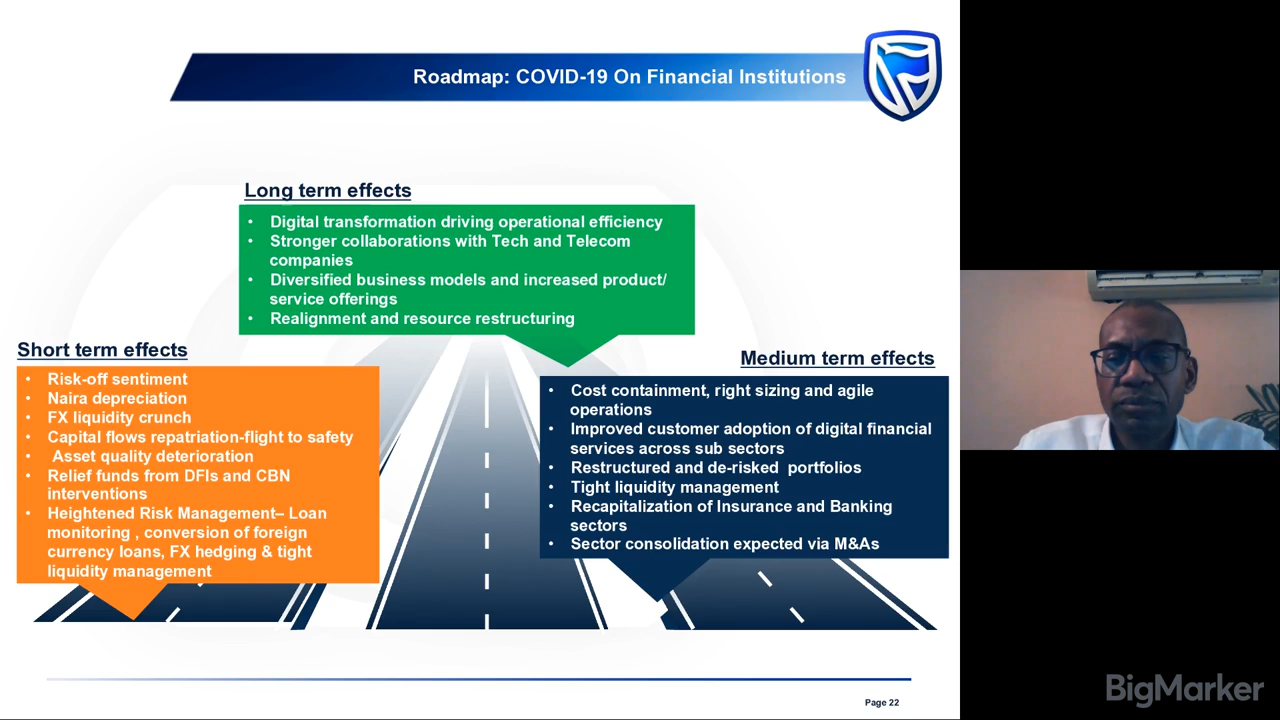 Roadmap: COVID-19 On Financial Institutions
Long term effects
• Digital transformation driving operational efficiency
• Stronger collaborations with Tech and Telecom
companies
• Diversified business models and increased product/
service offerings
• Realignment and resource restructuring
Short term effects
• Risk-off sentiment
• Naira depreciation
• FX liquidity crunch
• Capital flows repatriation-flight to safety
• Asset quality deterioration
• Relief funds from DFIs and CBN
interventions
• Heightened Risk Management– Loan
monitoring , conversion of foreign
currency loans, FX hedging & tight
liquidity management
Medium term effects
• Cost containment, right sizing and agile
operations
• Improved customer adoption of digital financial
services across sub sectors
• Restructured and de-risked portfolios
• Tight liquidity management
• Recapitalization of Insurance and Banking
sectors
• Sector consolidation expected via M&As
Page 22
BigMarker